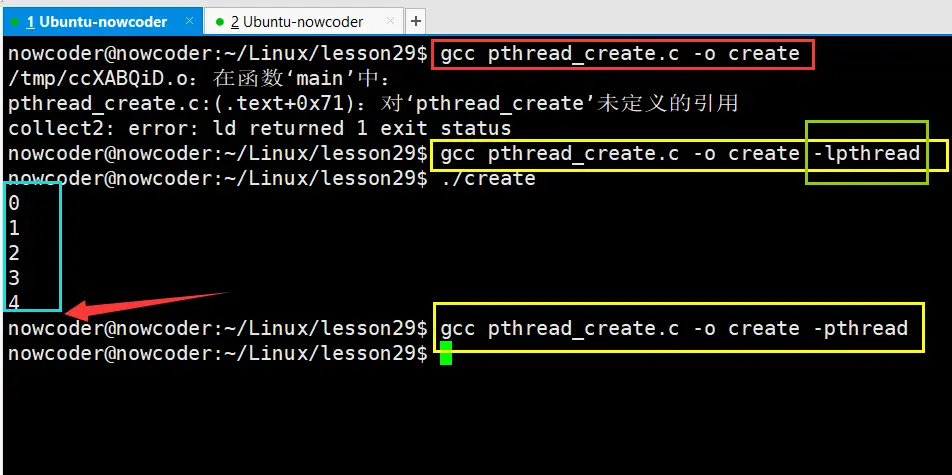 1 Ubuntu-nowcoder × 2 Ubuntu-nowcoder × +
nowcoder@nowcoder:~/Linux/lesson29$ gcc pthread_create.c -o create
/tmp/ccXABQiD.o：在函数‘main’中：
pthread_create.c:(.text+0x71)：对‘pthread_create’未定义的引用
collect2: error: ld returned 1 exit status
nowcoder@nowcoder:~/Linux/lesson29$ gcc pthread_create.c -o create -lpthread
nowcoder@nowcoder:~/Linux/lesson29$ ./create
0
1
2
3
4
nowcoder@nowcoder:~/Linux/lesson29$ gcc pthread_create.c -o create -pthread
nowcoder@nowcoder:~/Linux/lesson29$